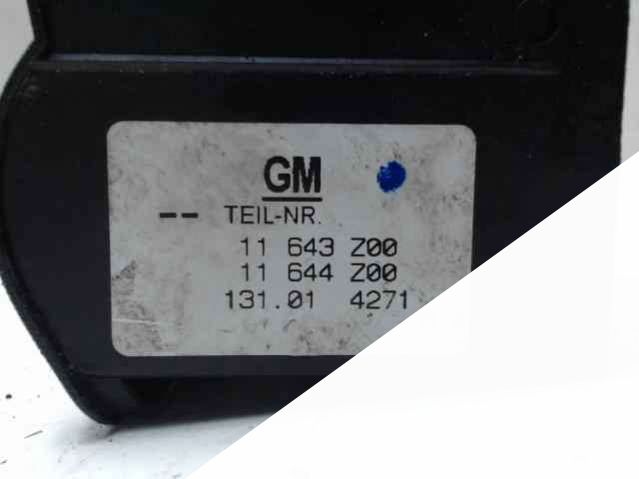 GM
-- TEIL-NR.
11 643 Z00
11 644 Z00
131.01 4271